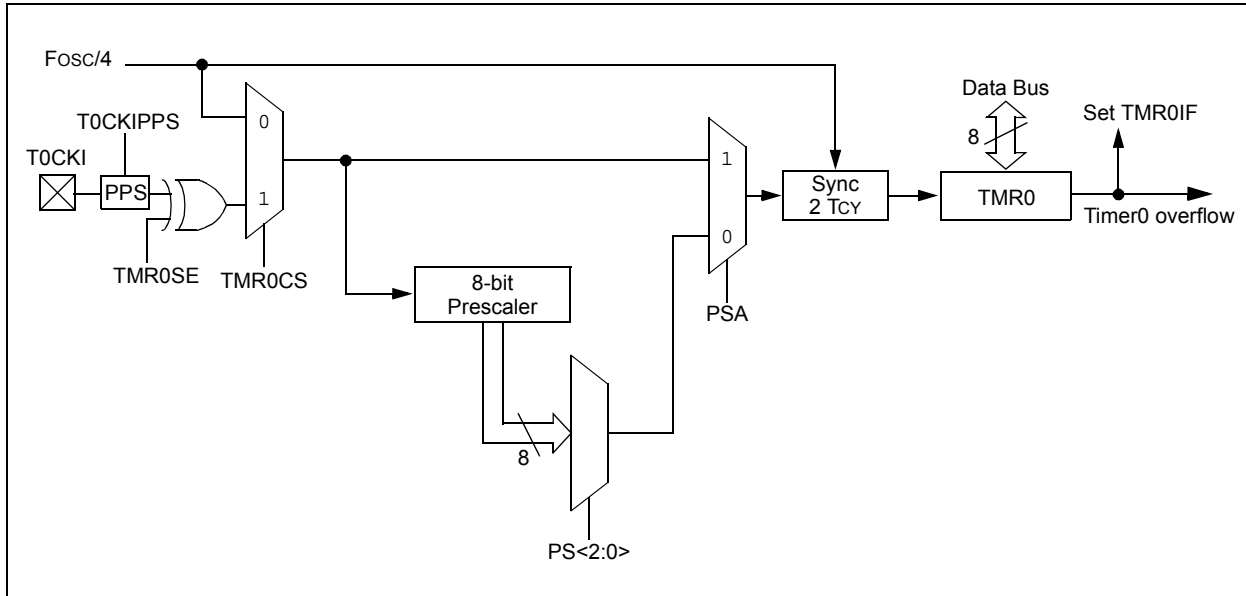 FOSC/4
T0CKIPPS
T0CKI
PPS
TMR0SE
0
1
TMR0CS
8-bit
Prescaler
8
PS<2:0>
1
0
PSA
Sync
2 TCY
Data Bus
8
TMR0
Set TMR0IF
Timer0 overflow